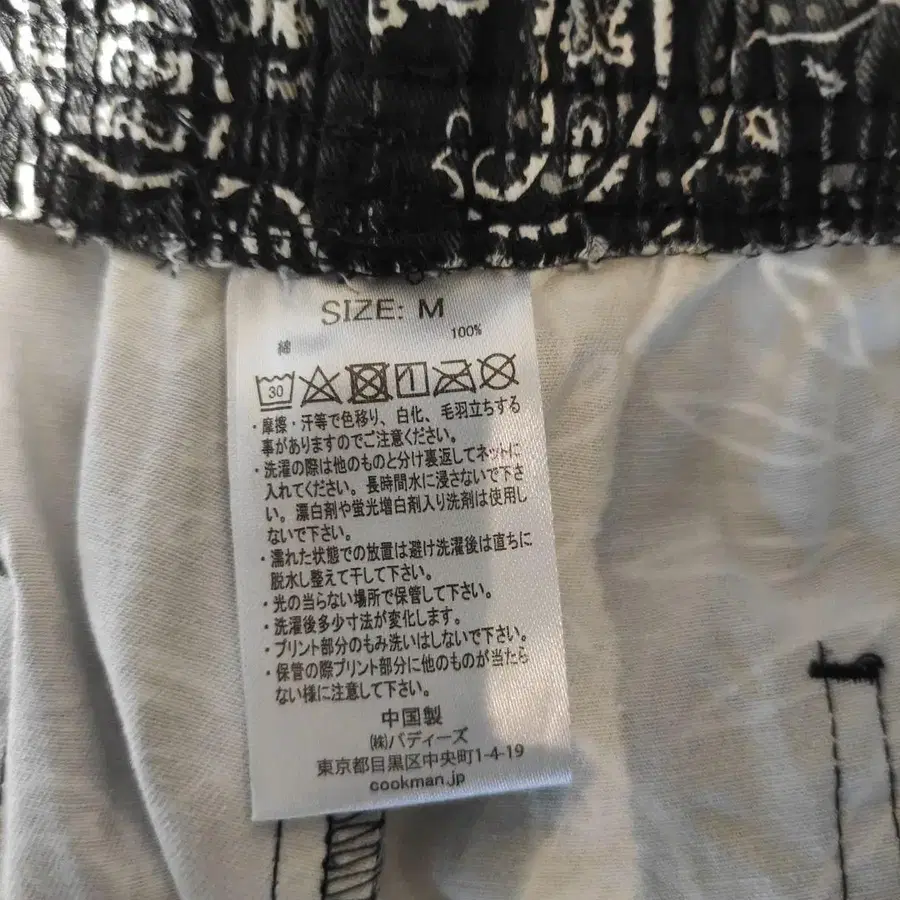 SIZE: M
綿 100%
30
・摩擦・汗等で色移り、白化、毛羽立ちする
事がありますのでご注意ください。
・洗濯の際は他のものと分け裏返してネットに
入れてください。長時間水に浸さないで下さ
い。漂白剤や蛍光増白剤入り洗剤は使用し
ないで下さい。
・濡れた状態での放置は避け洗濯後は直ちに
脱水し整えて干して下さい。
・光の当らない場所で保管して下さい。
・洗濯後多少寸法が変化します。
・プリント部分のもみ洗いはしないで下さい。
・保管の際プリント部分に他のものが当たら
ない様に注意して下さい。
中国製
㈱バディーズ
東京都目黒区中央町1-4-19
cookman.jp